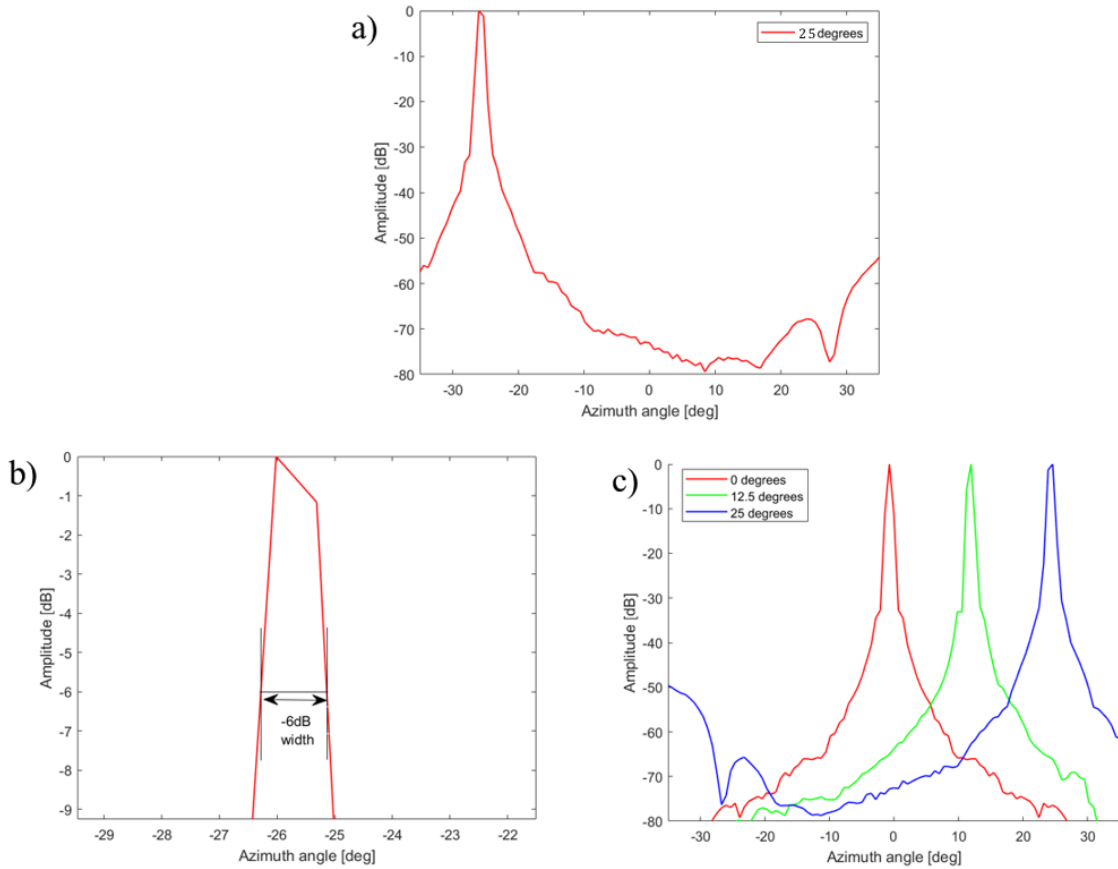 a)
25 degrees
0
-10
-20
-30
-40
-50
-60
-70
-80
Amplitude [dB]
-30 -20 -10 0 10 20 30
Azimuth angle [deg]
b)
0
-1
-2
-3
-4
-5
-6
-7
-8
-9
Amplitude [dB]
-6dB
width
-29 -28 -27 -26 -25 -24 -23 -22
Azimuth angle [deg]
c)
0 degrees
12.5 degrees
25 degrees
0
-10
-20
-30
-40
-50
-60
-70
-80
Amplitude [dB]
-30 -20 -10 0 10 20 30
Azimuth angle [deg]